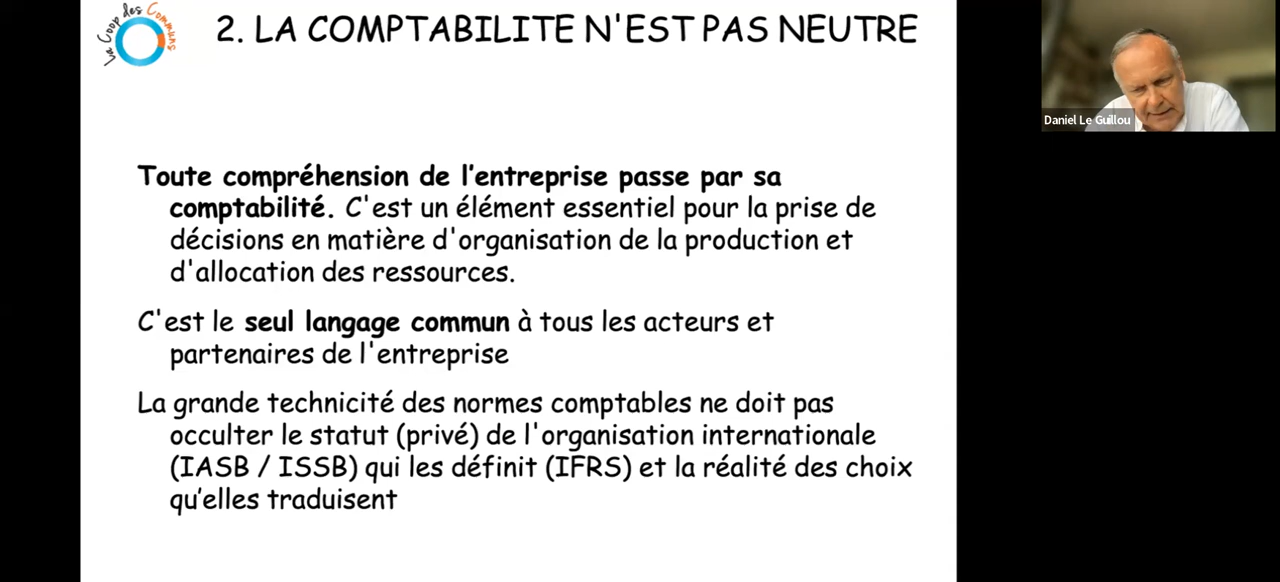 La Coop des Communs
2. LA COMPTABILITE N'EST PAS NEUTRE
Daniel Le Guillou
Toute compréhension de l'entreprise passe par sa
comptabilité. C'est un élément essentiel pour la prise de
décisions en matière d'organisation de la production et
d'allocation des ressources.
C'est le seul langage commun à tous les acteurs et
partenaires de l'entreprise
La grande technicité des normes comptables ne doit pas
occulter le statut (privé) de l'organisation internationale
(IASB / ISSB) qui les définit (IFRS) et la réalité des choix
qu'elles traduisent